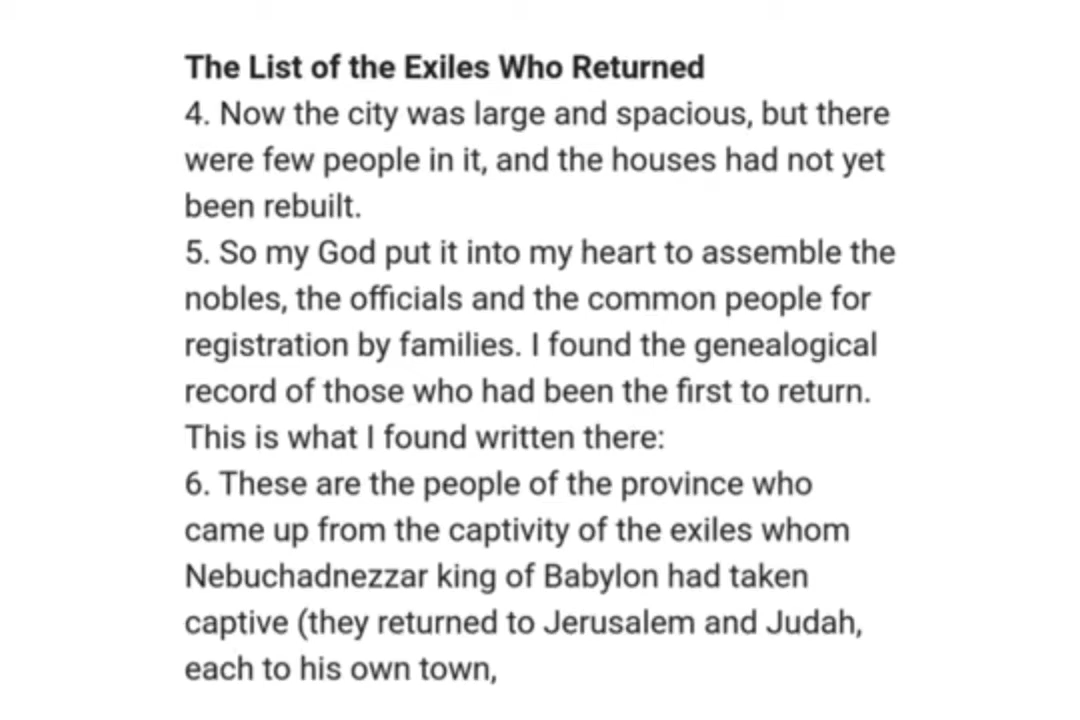 The List of the Exiles Who Returned
4. Now the city was large and spacious, but there
were few people in it, and the houses had not yet
been rebuilt.
5. So my God put it into my heart to assemble the
nobles, the officials and the common people for
registration by families. I found the genealogical
record of those who had been the first to return.
This is what I found written there:
6. These are the people of the province who
came up from the captivity of the exiles whom
Nebuchadnezzar king of Babylon had taken
captive (they returned to Jerusalem and Judah,
each to his own town,